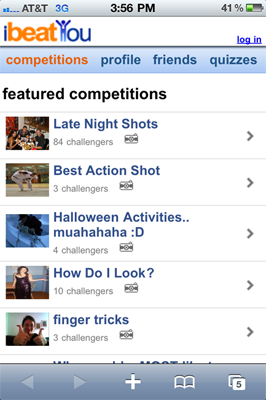 AT&T 3G 3:56 PM 41%
ibeatyou
log in
competitions profile friends quizzes
featured competitions
Late Night Shots
84 challengers
Best Action Shot
3 challengers
Halloween Activities..
muahahaha :D
4 challengers
How Do I Look?
10 challengers
finger tricks
3 challengers
5